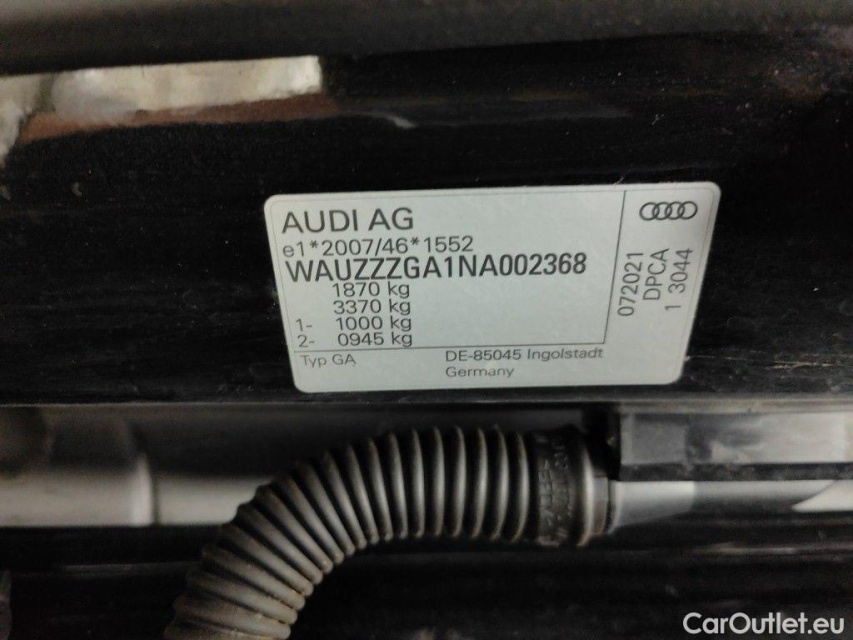 AUDI AG
e1*2007/46*1552
WAUZZZGA1NA002368
1870 kg
3370 kg
1- 1000 kg
2- 0945 kg
Typ GA
DE-85045 Ingolstadt
Germany
072021
DPCA
1 3044
CarOutlet.eu